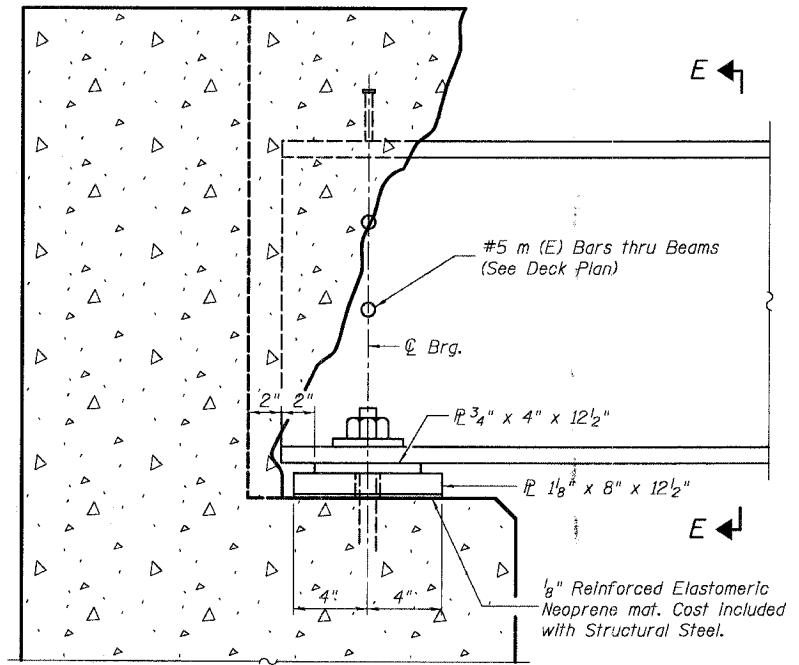 E
#5 m (E) Bars thru Beams
(See Deck Plan)
℄ Brg.
2" 2"
℞ 3/4" x 4" x 12 1/2"
℞ 1 1/8" x 8" x 12 1/2"
E
4" 4"
1/8" Reinforced Elastomeric
Neoprene mat. Cost included
with Structural Steel.